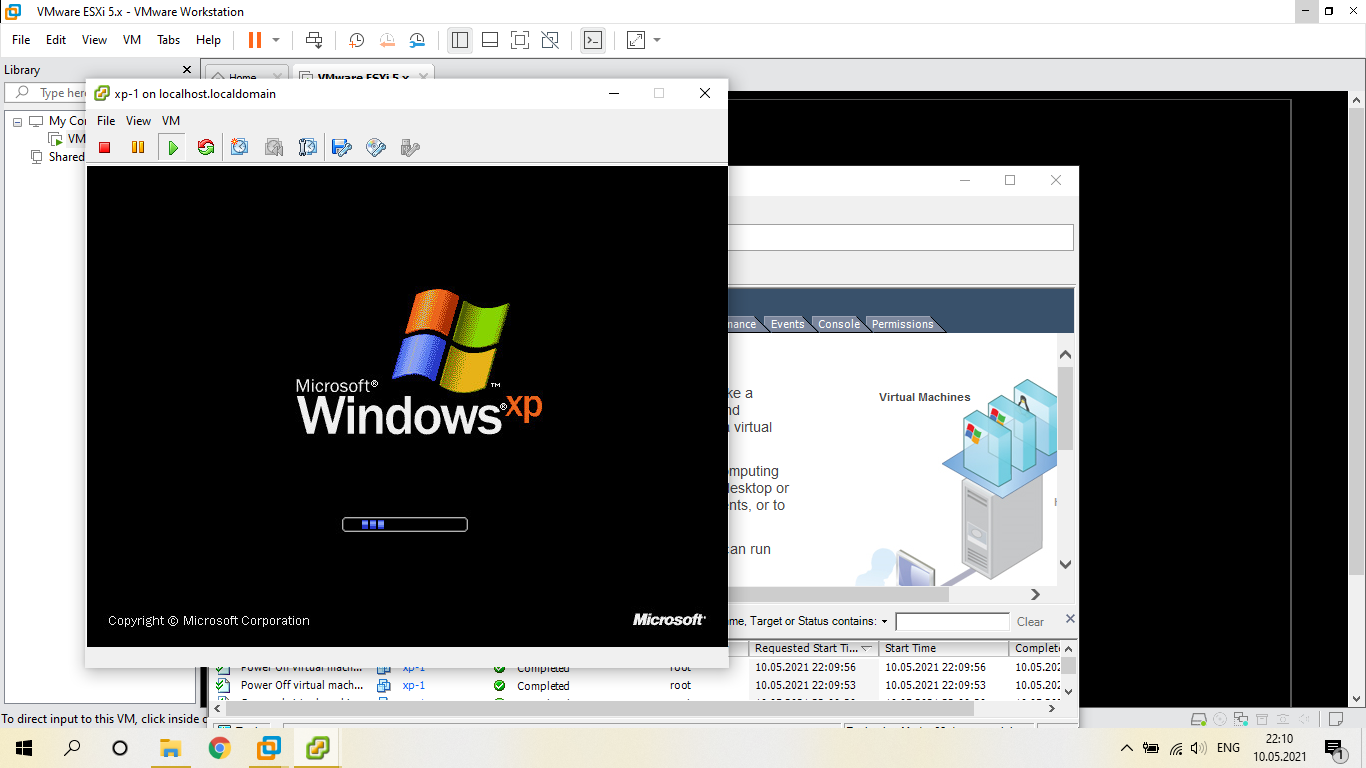 VMware ESXi 5.x - VMware Workstation
File Edit View VM Tabs Help
Library
Home
VMware ESXi 5.x
Type here
My Co
VM
Shared
xp-1 on localhost.localdomain
File View VM
Microsoft®
Windows® xp ™
Copyright © Microsoft Corporation
Microsoft®
mance Events Console Permissions
ke a
nd
virtual
mputing
desktop or
nts, or to
can run
Virtual Machines
me, Target or Status contains:
Clear
Requested Start Ti... Start Time Complet
Power Off virtual mach... xp-1 Completed root 10.05.2021 22:09:56 10.05.2021 22:09:56 10.05.202
Power Off virtual mach... xp-1 Completed root 10.05.2021 22:09:53 10.05.2021 22:09:53 10.05.202
To direct input to this VM, click inside o
ENG
22:10
10.05.2021
1